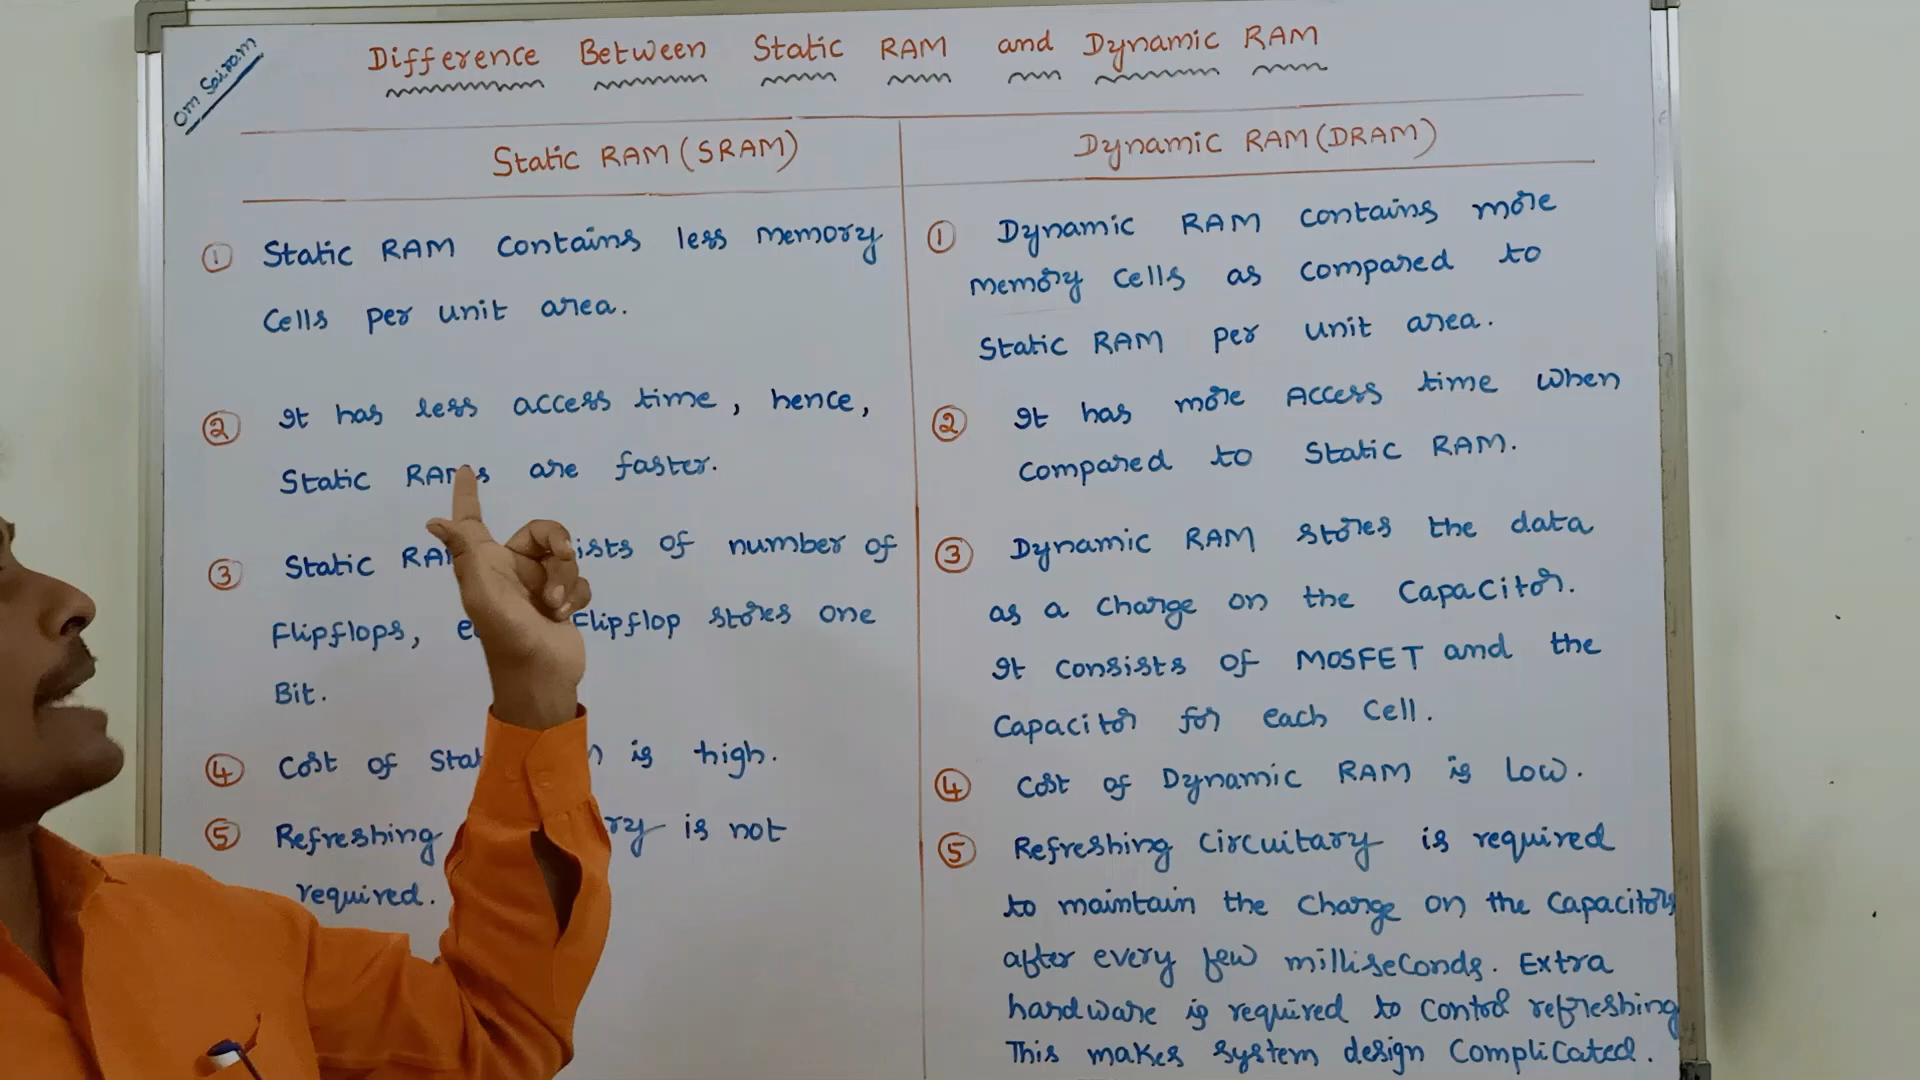 Om Sairam
Difference Between Static RAM and Dynamic RAM
Static RAM (SRAM)
① Static RAM contains less memory
cells per unit area.
② It has less access time, hence,
Static RAMs are faster.
③ Static of number of
Flipflops, Flipflop stores one
Bit.
④ Cost of is high.
⑤ Refreshing is not
required.
Dynamic RAM (DRAM)
① Dynamic RAM contains more
memory cells as compared to
Static RAM per unit area.
② It has more Access time when
compared to Static RAM.
③ Dynamic RAM stores the data
as a charge on the capacitor.
It consists of MOSFET and the
capacitor for each cell.
④ Cost of Dynamic RAM is Low.
⑤ Refreshing circuitary is required
to maintain the charge on the capacitors
after every few milliseconds. Extra
hardware is required to control refreshing
This makes system design complicated.